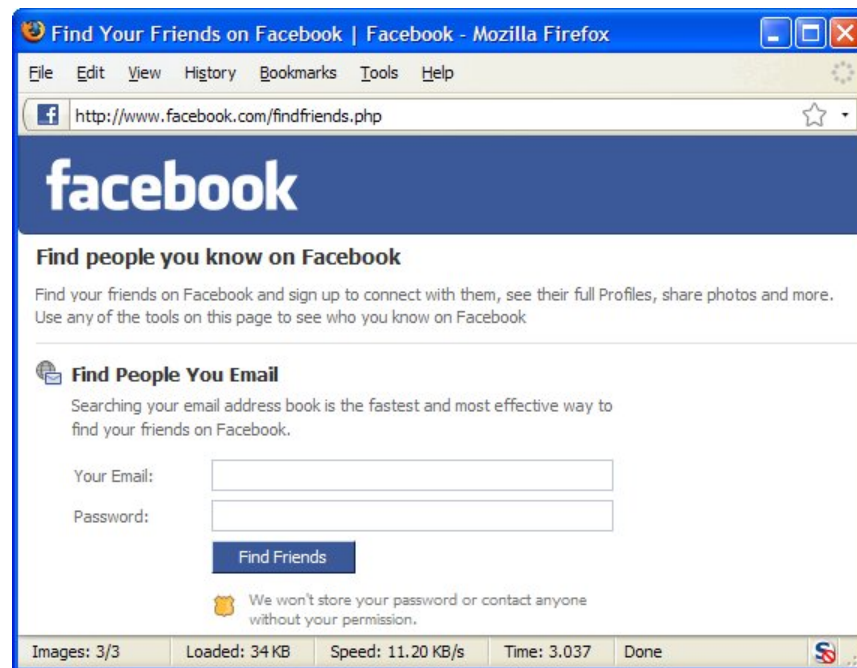 Find Your Friends on Facebook | Facebook - Mozilla Firefox
File Edit View History Bookmarks Tools Help
http://www.facebook.com/findfriends.php
facebook
Find people you know on Facebook
Find your friends on Facebook and sign up to connect with them, see their full Profiles, share photos and more.
Use any of the tools on this page to see who you know on Facebook
Find People You Email
Searching your email address book is the fastest and most effective way to
find your friends on Facebook.
Your Email:
Password:
Find Friends
We won't store your password or contact anyone
without your permission.
Images: 3/3 Loaded: 34 KB Speed: 11.20 KB/s Time: 3.037 Done